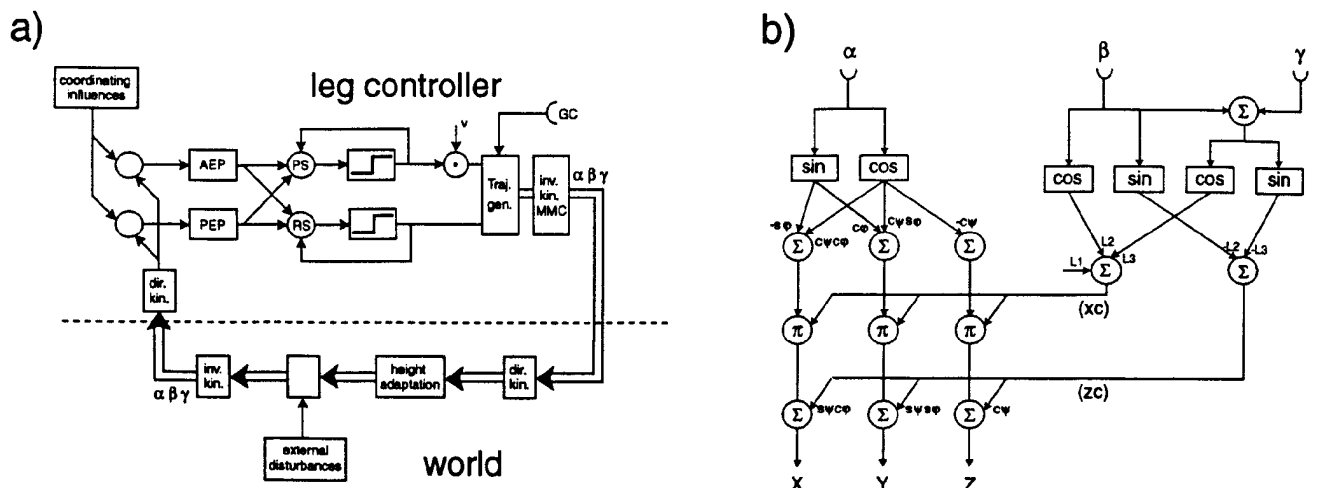 a)
coordinating
influences
leg controller
GC
v
AEP
PS
Traj.
gen.
inv.
kin.
MMC
α β γ
PEP
RS
dir.
kin.
inv.
kin.
α β γ
height
adaptation
dir.
kin.
external
disturbances
world
b)
α
β
γ
Σ
sin
cos
cos
sin
cos
sin
-sφ
cψcφ
cφ
cψsφ
-cψ
Σ
Σ
Σ
L1
L2
L3
Σ
-L2
-L3
Σ
(xc)
π
π
π
(zc)
Σ
sψcφ
Σ
sψsφ
Σ
cψ
X
Y
Z